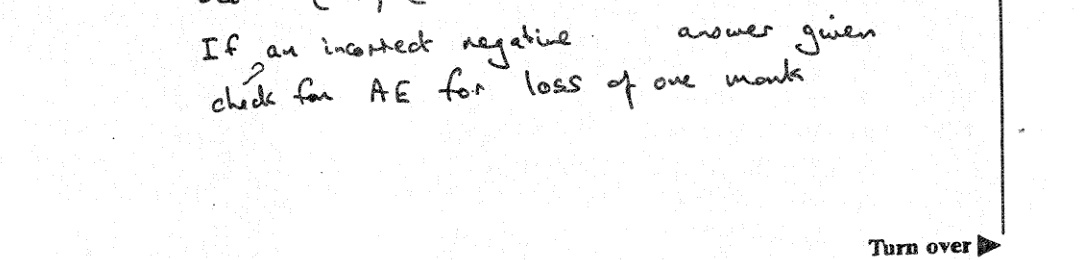 If an incorrect negative answer given
check for AE for loss of one mark
Turn over